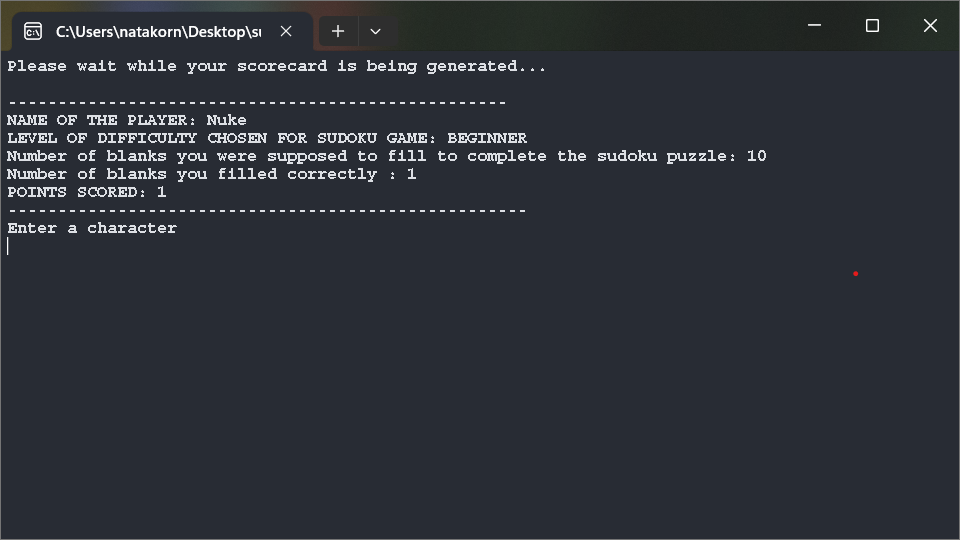 C:\Users\natakorn\Desktop\su
Please wait while your scorecard is being generated...
--------------------------------------------------
NAME OF THE PLAYER: Nuke
LEVEL OF DIFFICULTY CHOSEN FOR SUDOKU GAME: BEGINNER
Number of blanks you were supposed to fill to complete the sudoku puzzle: 10
Number of blanks you filled correctly : 1
POINTS SCORED: 1
----------------------------------------------------
Enter a character